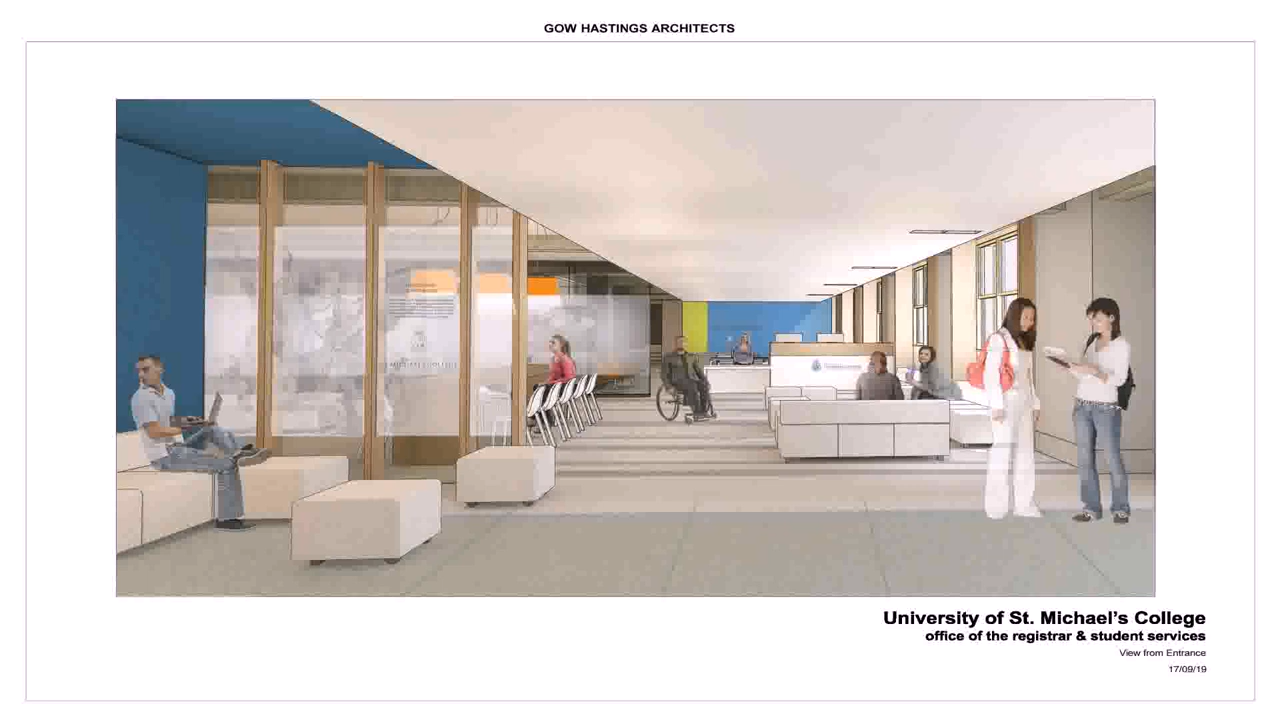 GOW HASTINGS ARCHITECTS
University of St. Michael's College
office of the registrar & student services
View from Entrance
17/09/19